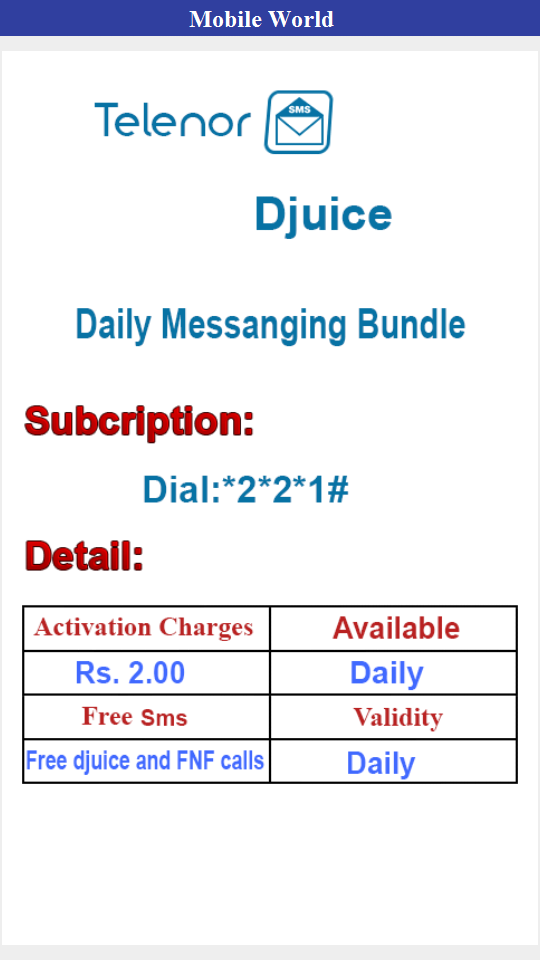 Mobile World
Telenor SMS
Djuice
Daily Messanging Bundle
Subcription:
Dial:*2*2*1#
Detail:
Activation Charges Available
Rs. 2.00 Daily
Free Sms Validity
Free djuice and FNF calls Daily